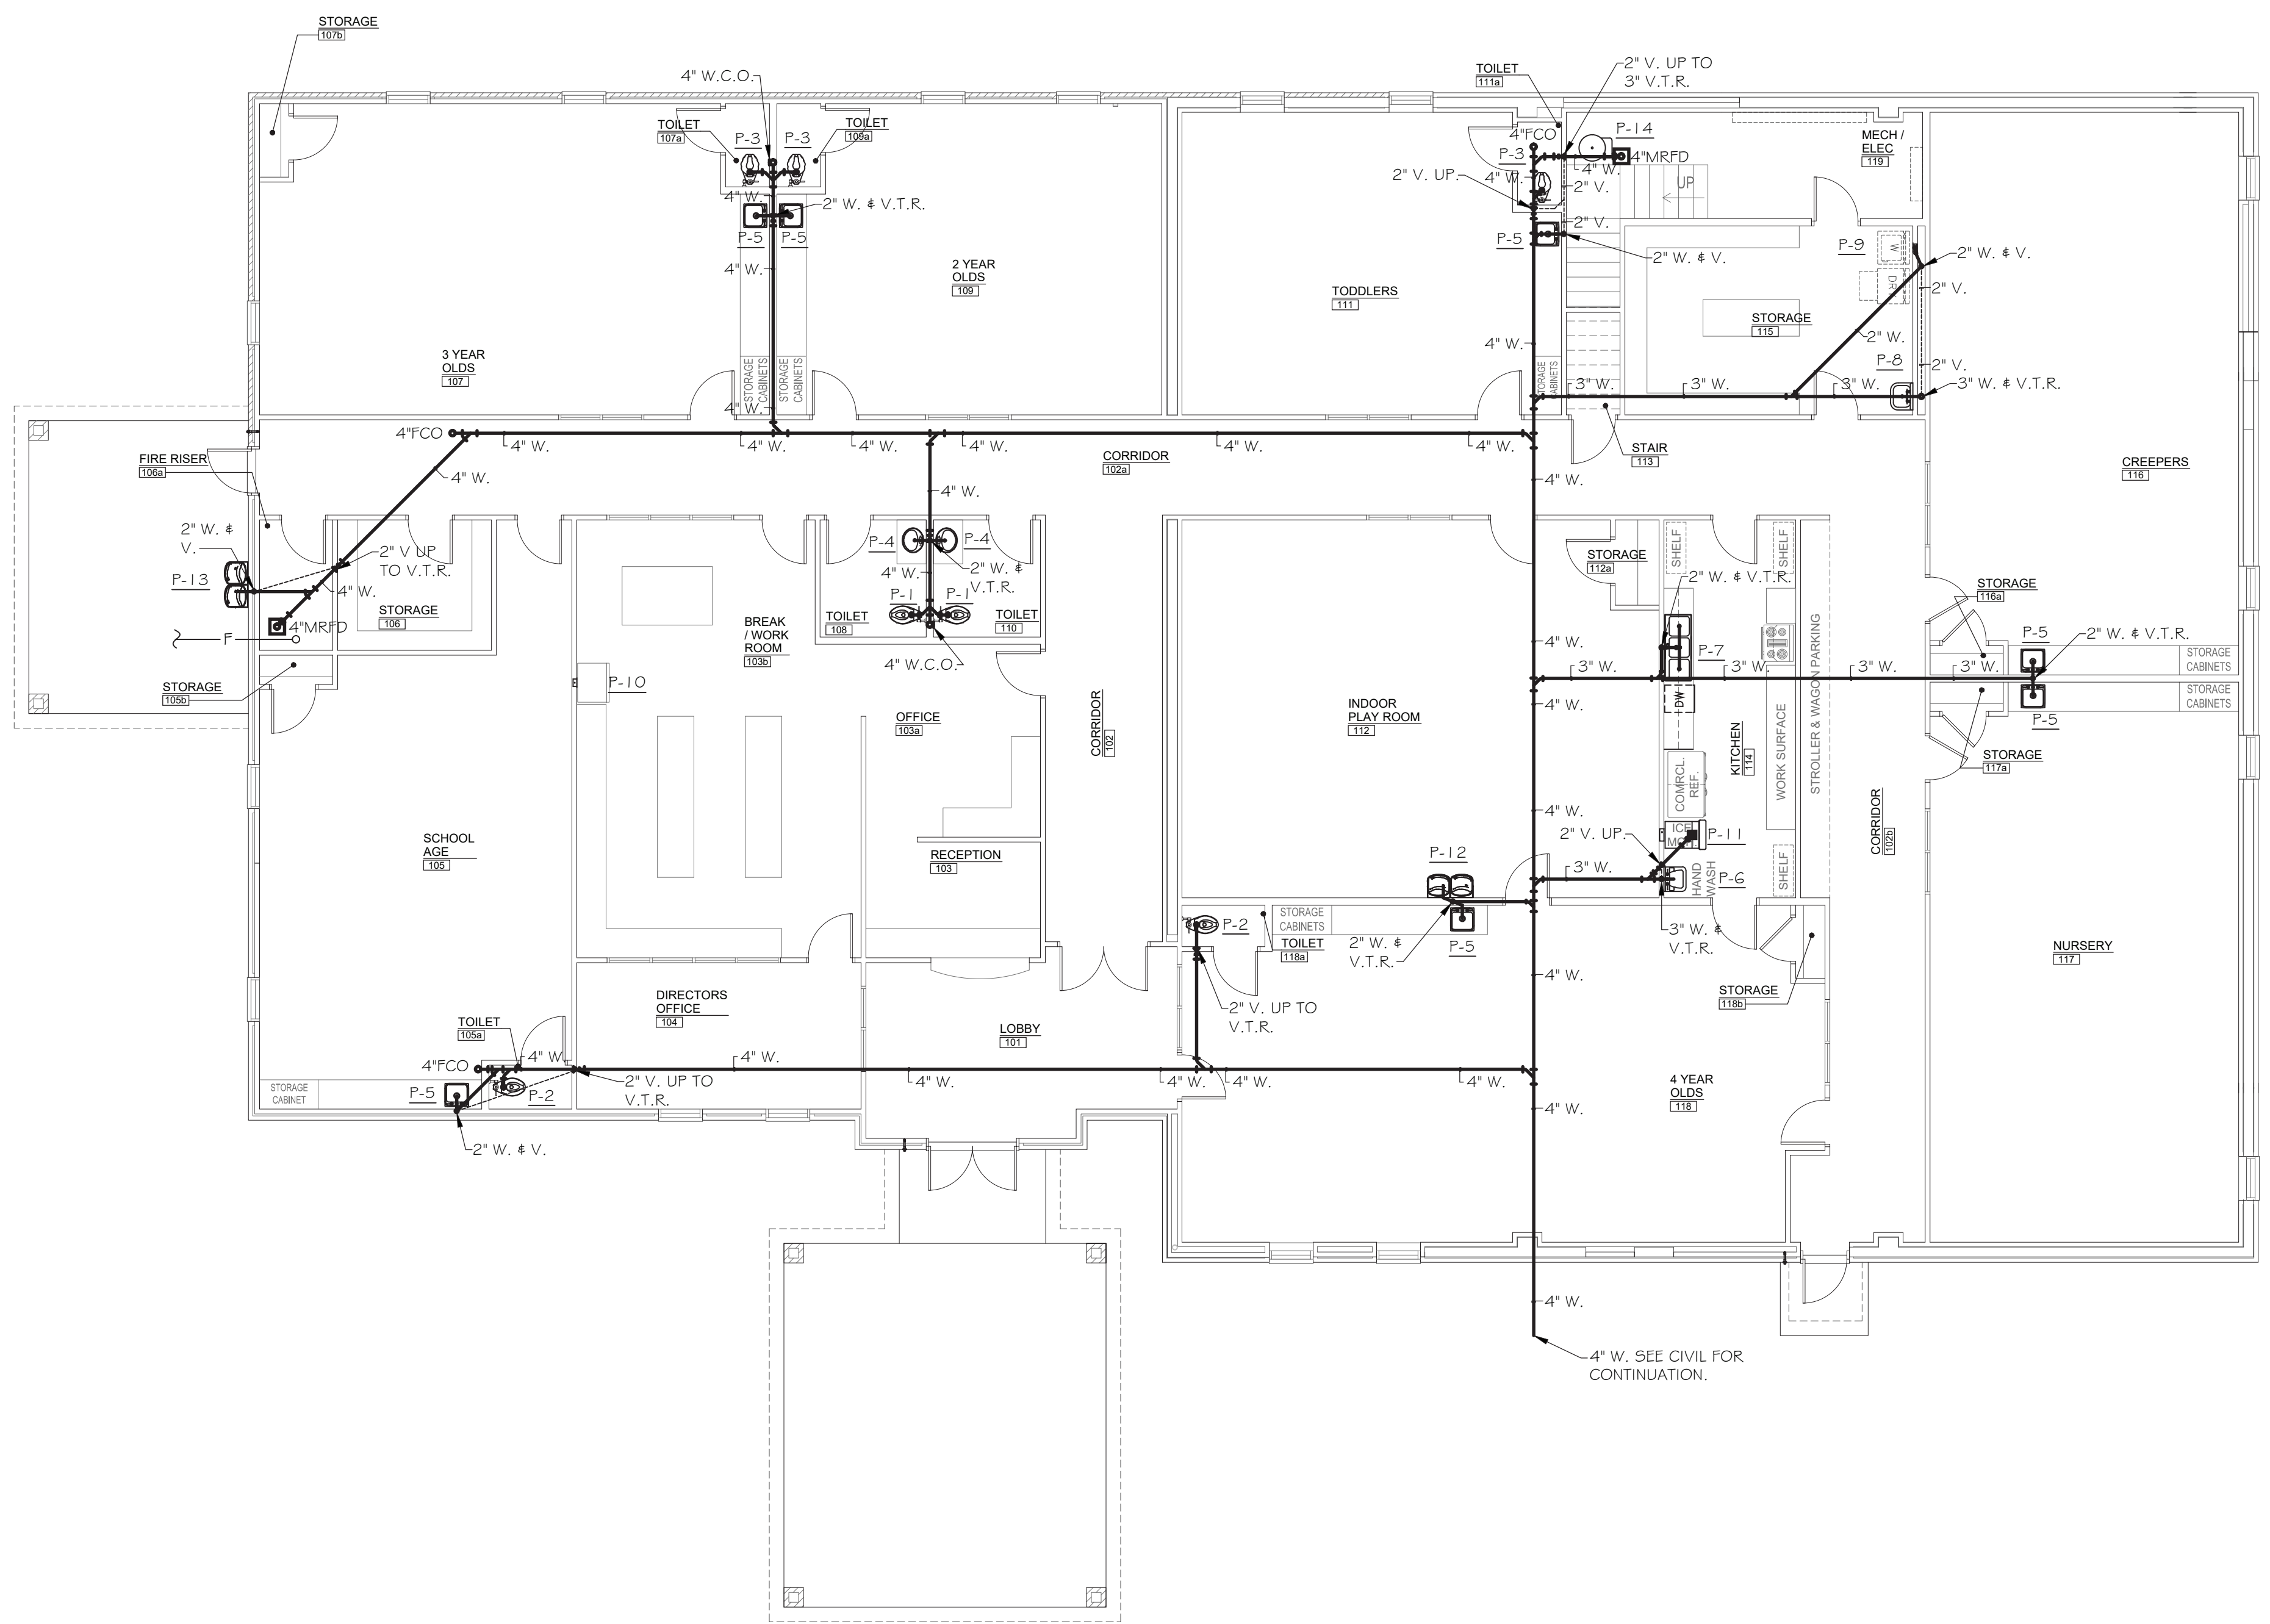 STORAGE
107b
4" W.C.O.
TOILET
111a
2" V. UP TO
3" V.T.R.
TOILET
107a
P-3
P-3
TOILET
109a
4"FCO
P-3
P-14
4"MRFD
4" W.
MECH /
ELEC
119
4" W.
2" V. UP.
4" W.
2" V.
UP
4" W.
2" W. & V.T.R.
P-5
P-5
2" V.
P-5
2" W. & V.
P-9
W
DRY
2" W. & V.
2" V.
4" W.
2 YEAR
OLDS
109
TODDLERS
111
STORAGE
115
2" W.
3 YEAR
OLDS
107
4" W.
STORAGE
CABINETS
STORAGE
CABINETS
STORAGE
CABINETS
P-8
2" V.
3" W.
3" W.
3" W.
3" W. & V.T.R.
4" W.
4"FCO
4" W.
4" W.
4" W.
4" W.
4" W.
4" W.
STAIR
113
FIRE RISER
106a
CORRIDOR
102a
CREEPERS
116
4" W.
4" W.
4" W.
2" W. &
V.
P-13
2" V UP
TO V.T.R.
4" W.
4"MRFD
F
STORAGE
106
P-4
P-4
4" W.
2" W. &
V.T.R.
P-1
P-1
TOILET
108
TOILET
110
4" W.C.O.
BREAK
/ WORK
ROOM
103b
P-10
STORAGE
105b
OFFICE
103a
CORRIDOR
102
SHELF
SHELF
STORAGE
112a
2" W. & V.T.R.
STORAGE
116a
P-5
2" W. & V.T.R.
4" W.
P-7
STORAGE
CABINETS
3" W.
3" W.
3" W.
3" W.
4" W.
DW
STORAGE
CABINETS
P-5
INDOOR
PLAY ROOM
112
KITCHEN
114
WORK SURFACE
STROLLER & WAGON PARKING
STORAGE
117a
COMRCL.
REF.
4" W.
CORRIDOR
102b
SCHOOL
AGE
105
RECEPTION
103
2" V. UP.
ICE
P-11
P-12
3" W.
HAND
WASH
P-6
SHELF
STORAGE
CABINETS
P-2
TOILET
118a
2" W. &
V.T.R.
P-5
3" W. &
V.T.R.
NURSERY
117
4" W.
STORAGE
118b
DIRECTORS
OFFICE
104
LOBBY
101
2" V. UP TO
V.T.R.
TOILET
105a
4"FCO
4" W.
4" W.
4" W.
4" W.
4" W.
4" W.
STORAGE
CABINET
P-5
P-2
2" V. UP TO
V.T.R.
4 YEAR
OLDS
118
4" W.
2" W. & V.
4" W.
4" W. SEE CIVIL FOR
CONTINUATION.